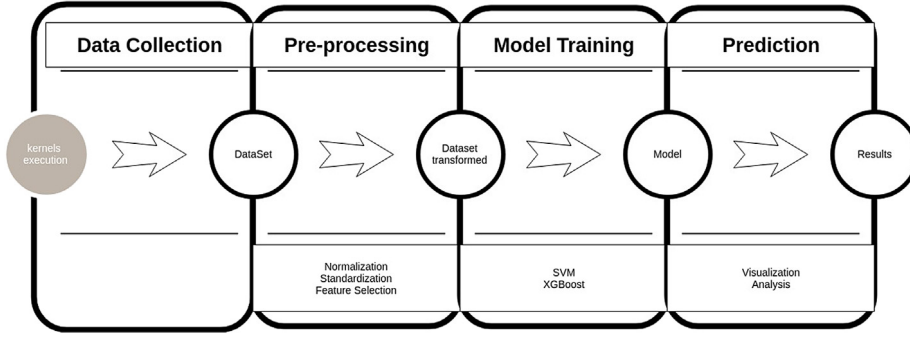 Data Collection
Pre-processing
Model Training
Prediction
kernels
execution
DataSet
Dataset
transformed
Model
Results
Normalization
Standardization
Feature Selection
SVM
XGBoost
Visualization
Analysis